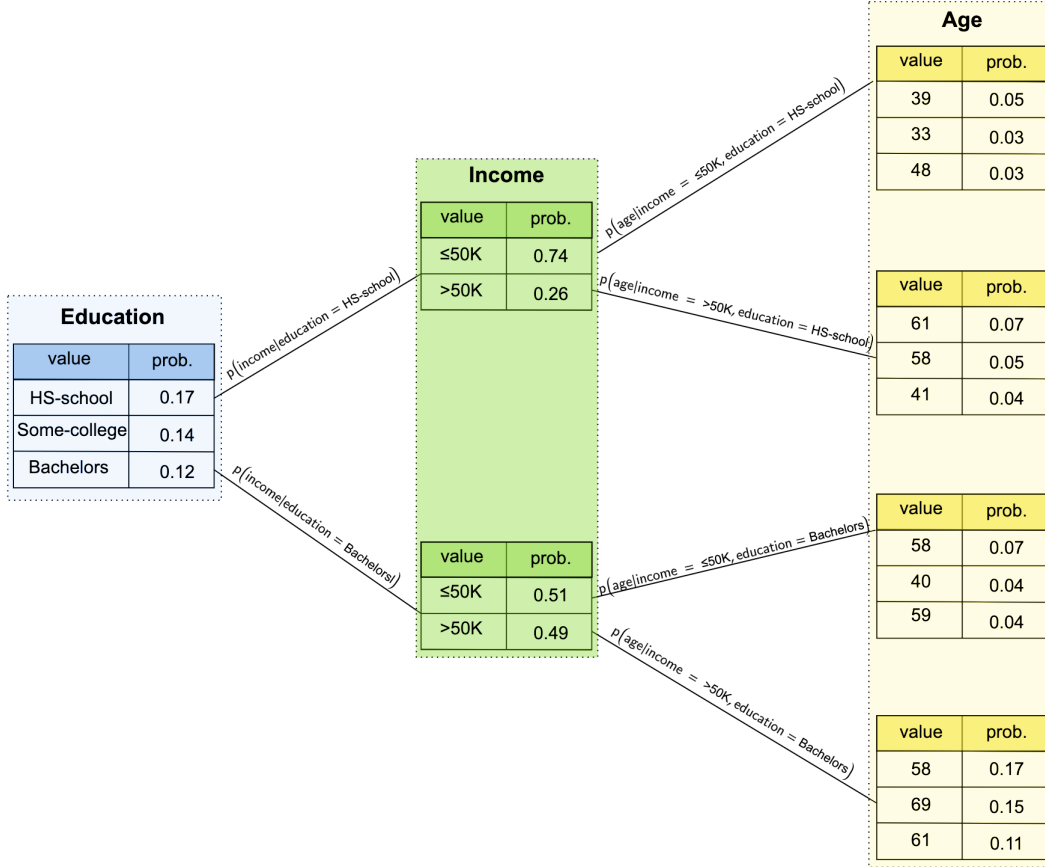 Education
value prob.
HS-school 0.17
Some-college 0.14
Bachelors 0.12
p(income|education = HS-school)
p(income|education = Bachelorsl)
Income
value prob.
≤50K 0.74
>50K 0.26
value prob.
≤50K 0.51
>50K 0.49
p(age|income = ≤50K, education = HS-school)
p(age|income = >50K, education = HS-school)
p(age|income = ≤50K, education = Bachelors)
p(age|income = >50K, education = Bachelors)
Age
value prob.
39 0.05
33 0.03
48 0.03
value prob.
61 0.07
58 0.05
41 0.04
value prob.
58 0.07
40 0.04
59 0.04
value prob.
58 0.17
69 0.15
61 0.11